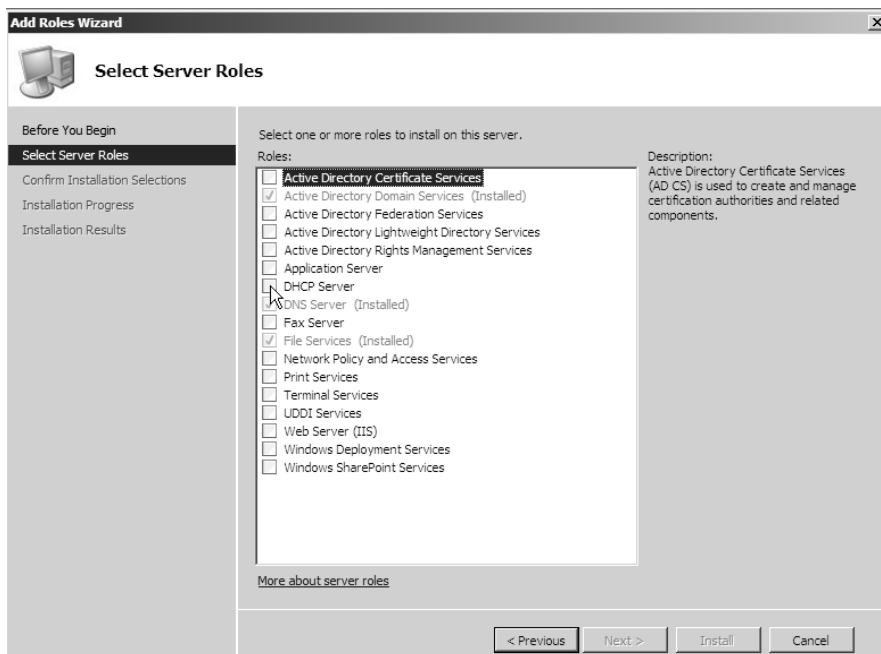 Add Roles Wizard
Select Server Roles
Before You Begin
Select Server Roles
Confirm Installation Selections
Installation Progress
Installation Results
Select one or more roles to install on this server.
Roles:
Active Directory Certificate Services
Active Directory Domain Services (Installed)
Active Directory Federation Services
Active Directory Lightweight Directory Services
Active Directory Rights Management Services
Application Server
DHCP Server
DNS Server (Installed)
Fax Server
File Services (Installed)
Network Policy and Access Services
Print Services
Terminal Services
UDDI Services
Web Server (IIS)
Windows Deployment Services
Windows SharePoint Services
More about server roles
Description:
Active Directory Certificate Services
(AD CS) is used to create and manage
certification authorities and related
components.
< Previous
Next >
Install
Cancel